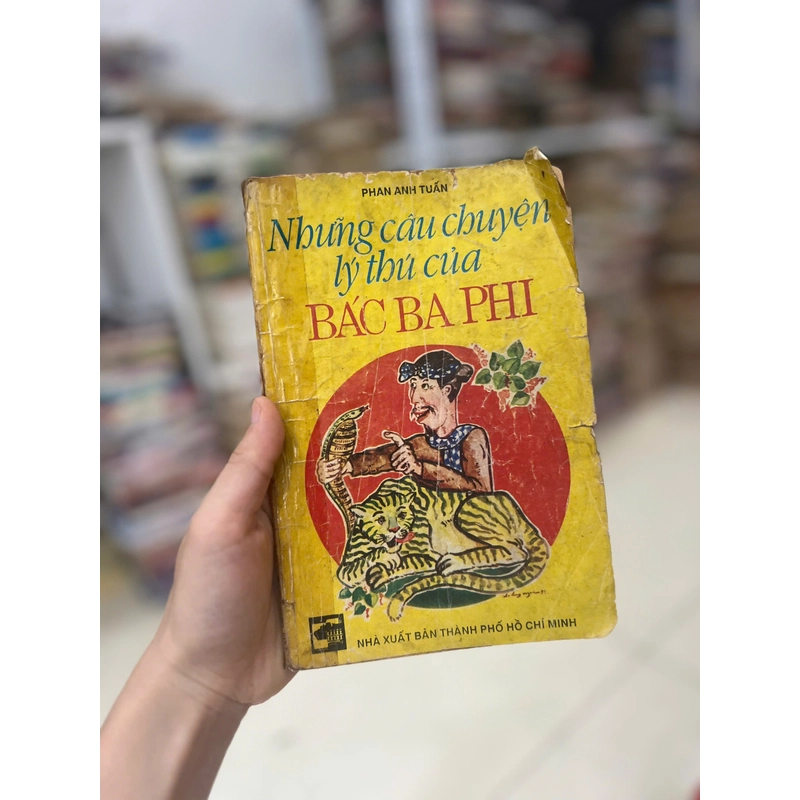 PHAN ANH TUẤN
Những câu chuyện
lý thú của
BÁC BA PHI
NHÀ XUẤT BẢN THÀNH PHỐ HỒ CHÍ MINH